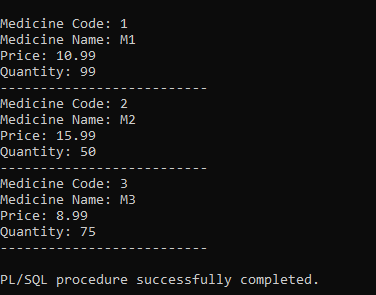 Medicine Code: 1
Medicine Name: M1
Price: 10.99
Quantity: 99
--------------------------
Medicine Code: 2
Medicine Name: M2
Price: 15.99
Quantity: 50
--------------------------
Medicine Code: 3
Medicine Name: M3
Price: 8.99
Quantity: 75
--------------------------
PL/SQL procedure successfully completed.